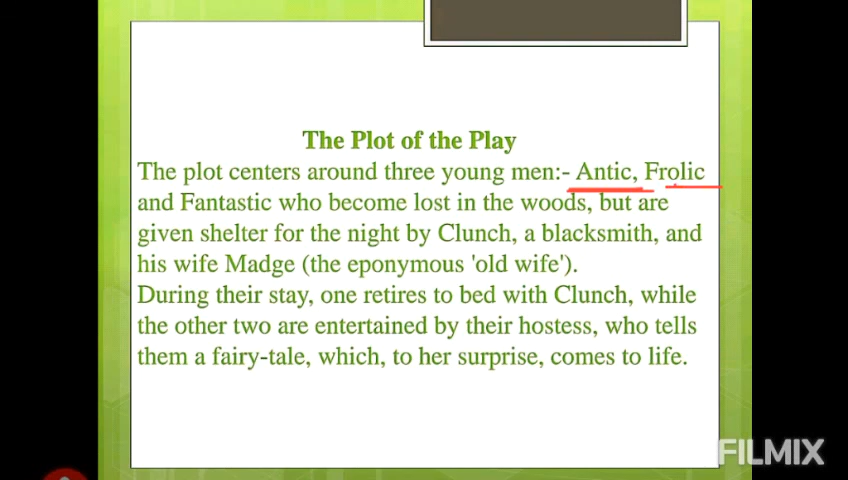 The Plot of the Play
The plot centers around three young men:- Antic, Frolic
and Fantastic who become lost in the woods, but are
given shelter for the night by Clunch, a blacksmith, and
his wife Madge (the eponymous 'old wife').
During their stay, one retires to bed with Clunch, while
the other two are entertained by their hostess, who tells
them a fairy-tale, which, to her surprise, comes to life.
FILMIX